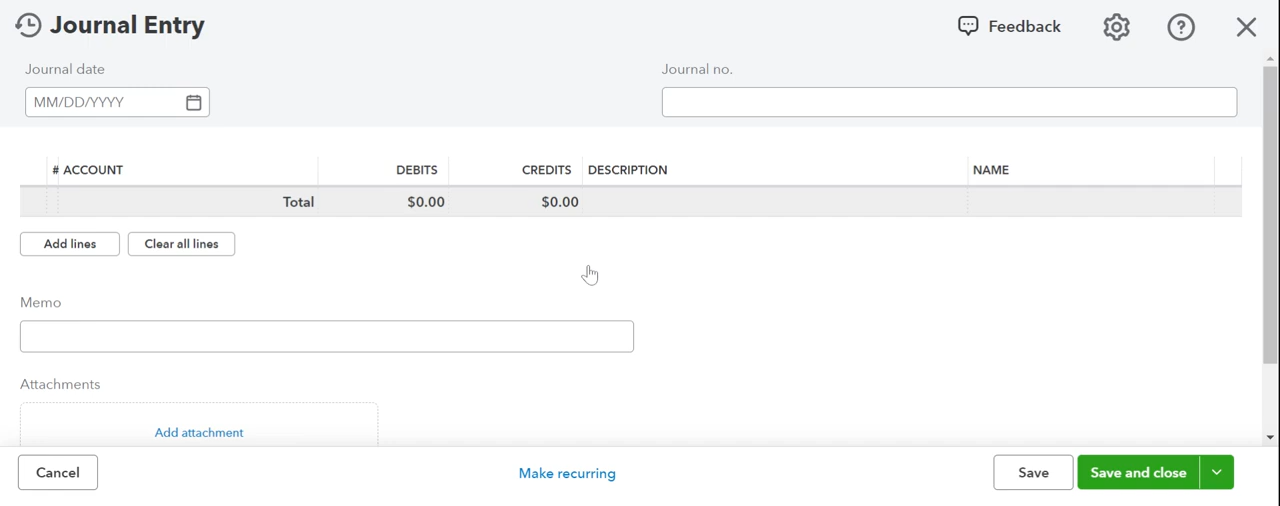 Journal Entry
Feedback
Journal date
Journal no.
MM/DD/YYYY
# ACCOUNT DEBITS CREDITS DESCRIPTION NAME
Total $0.00 $0.00
Add lines Clear all lines
Memo
Attachments
Add attachment
Cancel Make recurring Save Save and close